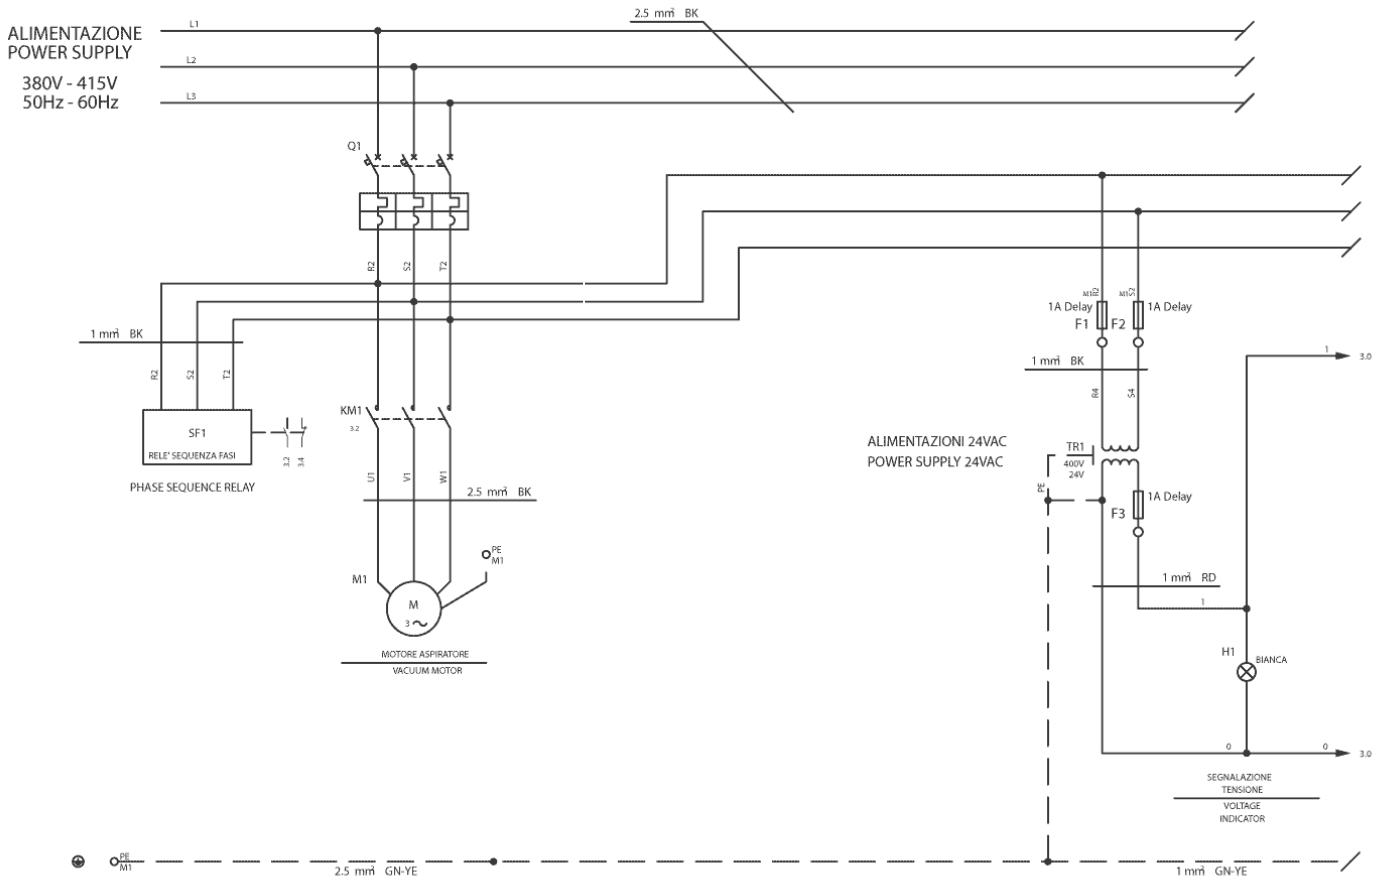 ALIMENTAZIONE
POWER SUPPLY
380V - 415V
50Hz - 60Hz
L1
L2
L3
2.5 mm² BK
Q1
R2
S2
T2
1 mm² BK
R2
S2
T2
SF1
RELE' SEQUENZA FASI
PHASE SEQUENCE RELAY
3.2
3.4
KM1
3.2
U1
V1
W1
2.5 mm² BK
PE
M1
M1
M
3
MOTORE ASPIRATORE
VACUUM MOTOR
M1
R2
M1
S2
1A Delay
F1
F2
1A Delay
1 mm² BK
R4
S4
1
3.0
ALIMENTAZIONI 24VAC
POWER SUPPLY 24VAC
TR1
400V
24V
PE
1A Delay
F3
1 mm² RD
1
H1
BIANCA
0
0
3.0
SEGNALAZIONE
TENSIONE
VOLTAGE
INDICATOR
PE
M1
2.5 mm² GN-YE
1 mm² GN-YE